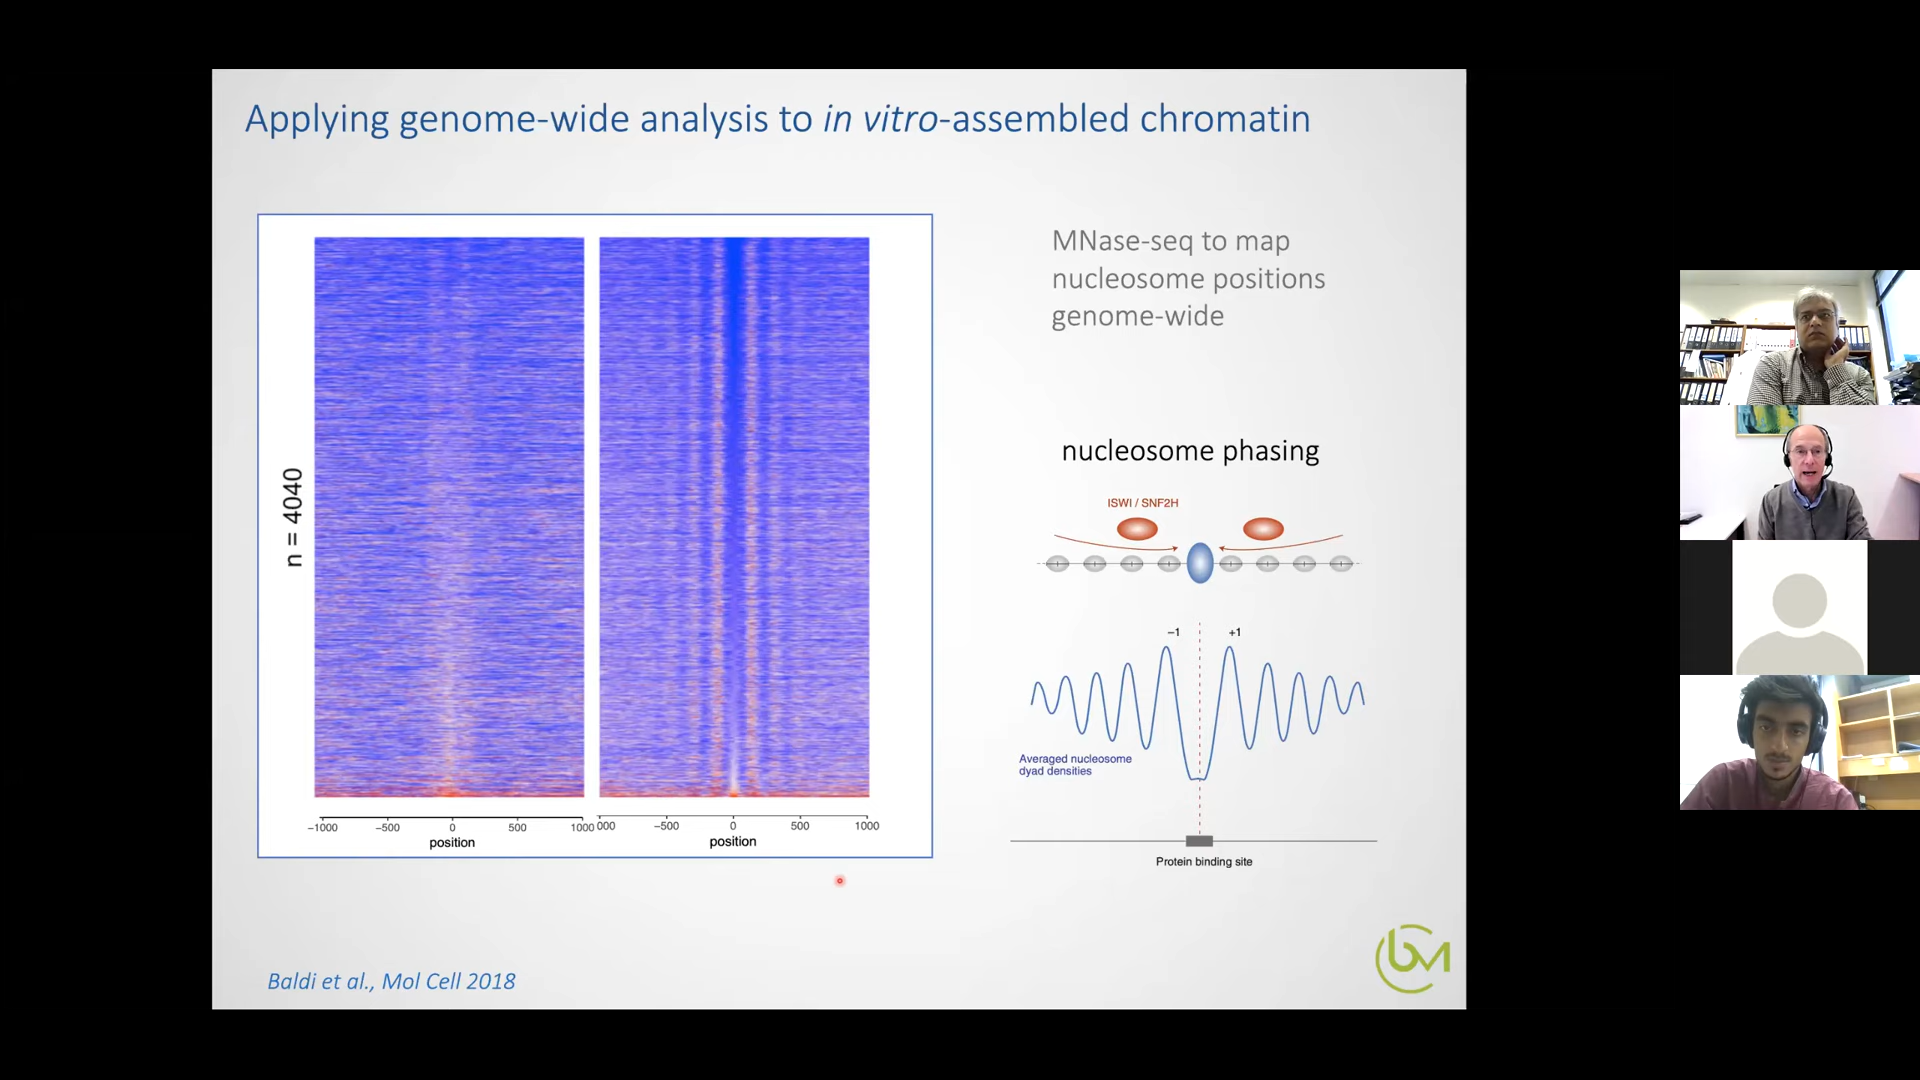 Applying genome-wide analysis to in vitro-assembled chromatin
n = 4040
−1000 −500 0 500 1000
position
000 −500 0 500 1000
position
MNase-seq to map
nucleosome positions
genome-wide
nucleosome phasing
ISWI / SNF2H
−1 +1
Averaged nucleosome
dyad densities
Protein binding site
Baldi et al., Mol Cell 2018
bmc